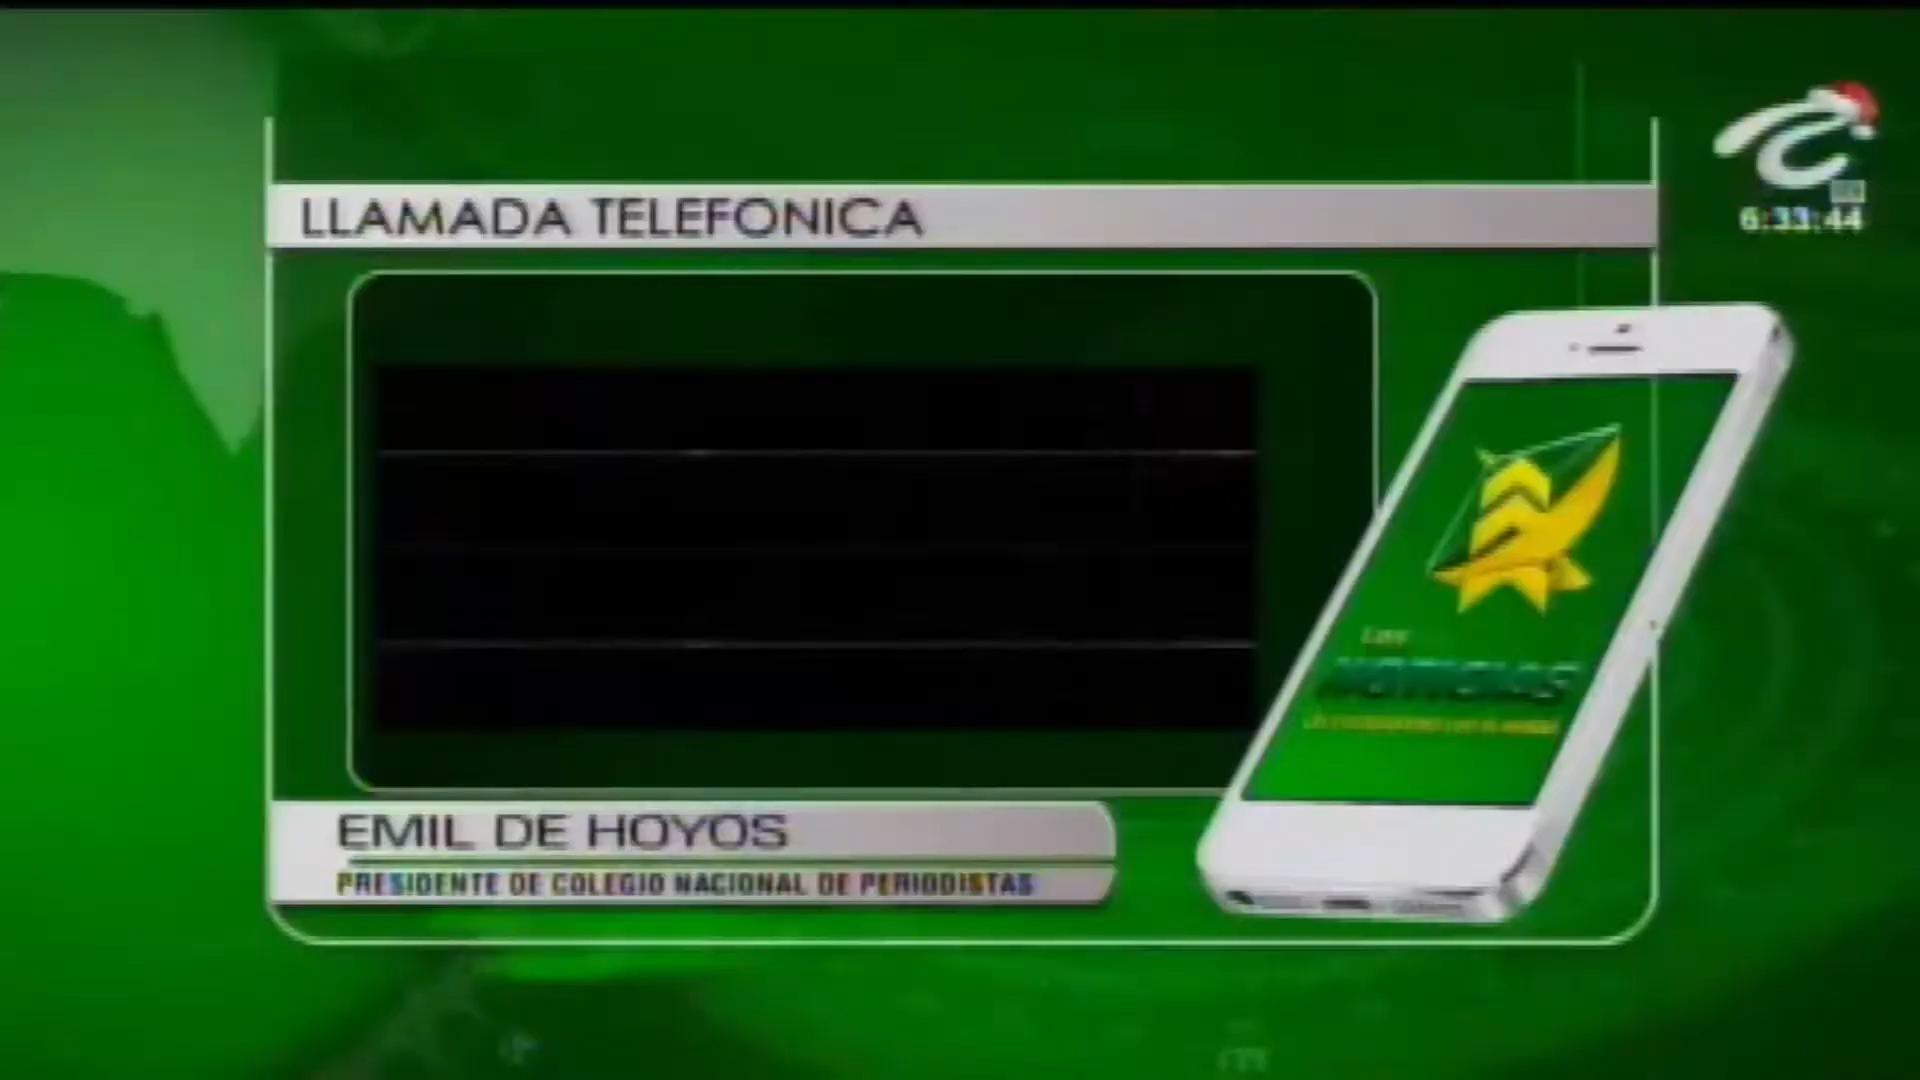 LLAMADA TELEFONICA
6:33:44
EMIL DE HOYOS
PRESIDENTE DE COLEGIO NACIONAL DE PERIODISTAS